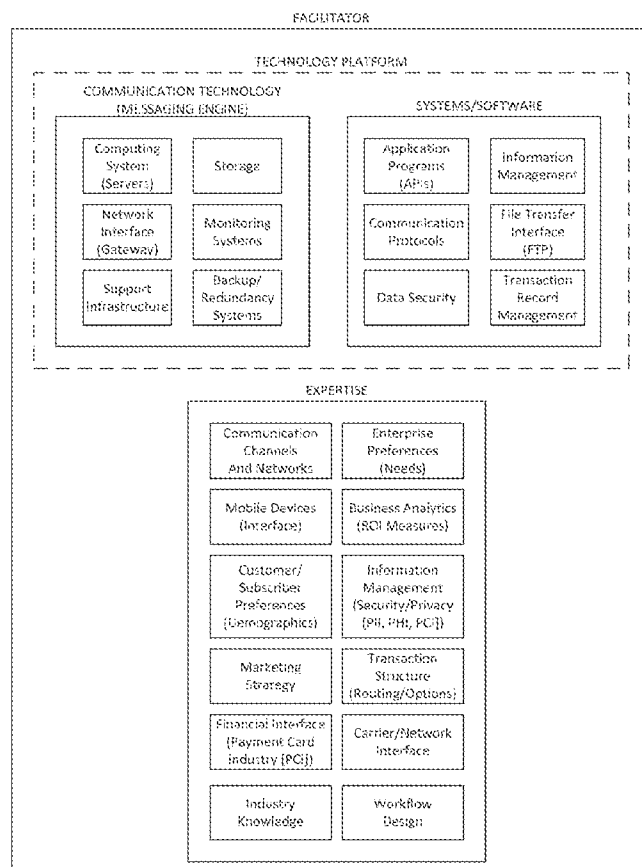 FACILITATOR
TECHNOLOGY PLATFORM
COMMUNICATION TECHNOLOGY
(MESSAGING ENGINE)
Computing
System
(Servers)
Storage
Network
Interface
(Gateway)
Monitoring
Systems
Support
Infrastructure
Backup/
Redundancy
Systems
SYSTEMS/SOFTWARE
Application
Programs
(APIs)
Information
Management
Communication
Protocols
File Transfer
Interface
(FTP)
Data Security
Transaction
Record
Management
EXPERTISE
Communication
Channels
And Networks
Enterprise
Preferences
(Needs)
Mobile Devices
(Interface)
Business Analytics
(ROI Measures)
Customer/
Subscriber
Preferences
(Demographics)
Information
Management
(Security/Privacy
[PII, PHI, PCI])
Marketing
Strategy
Transaction
Structure
(Routing/Options)
Financial Interface
(Payment Card
Industry [PCI])
Carrier/Network
Interface
Industry
Knowledge
Workflow
Design